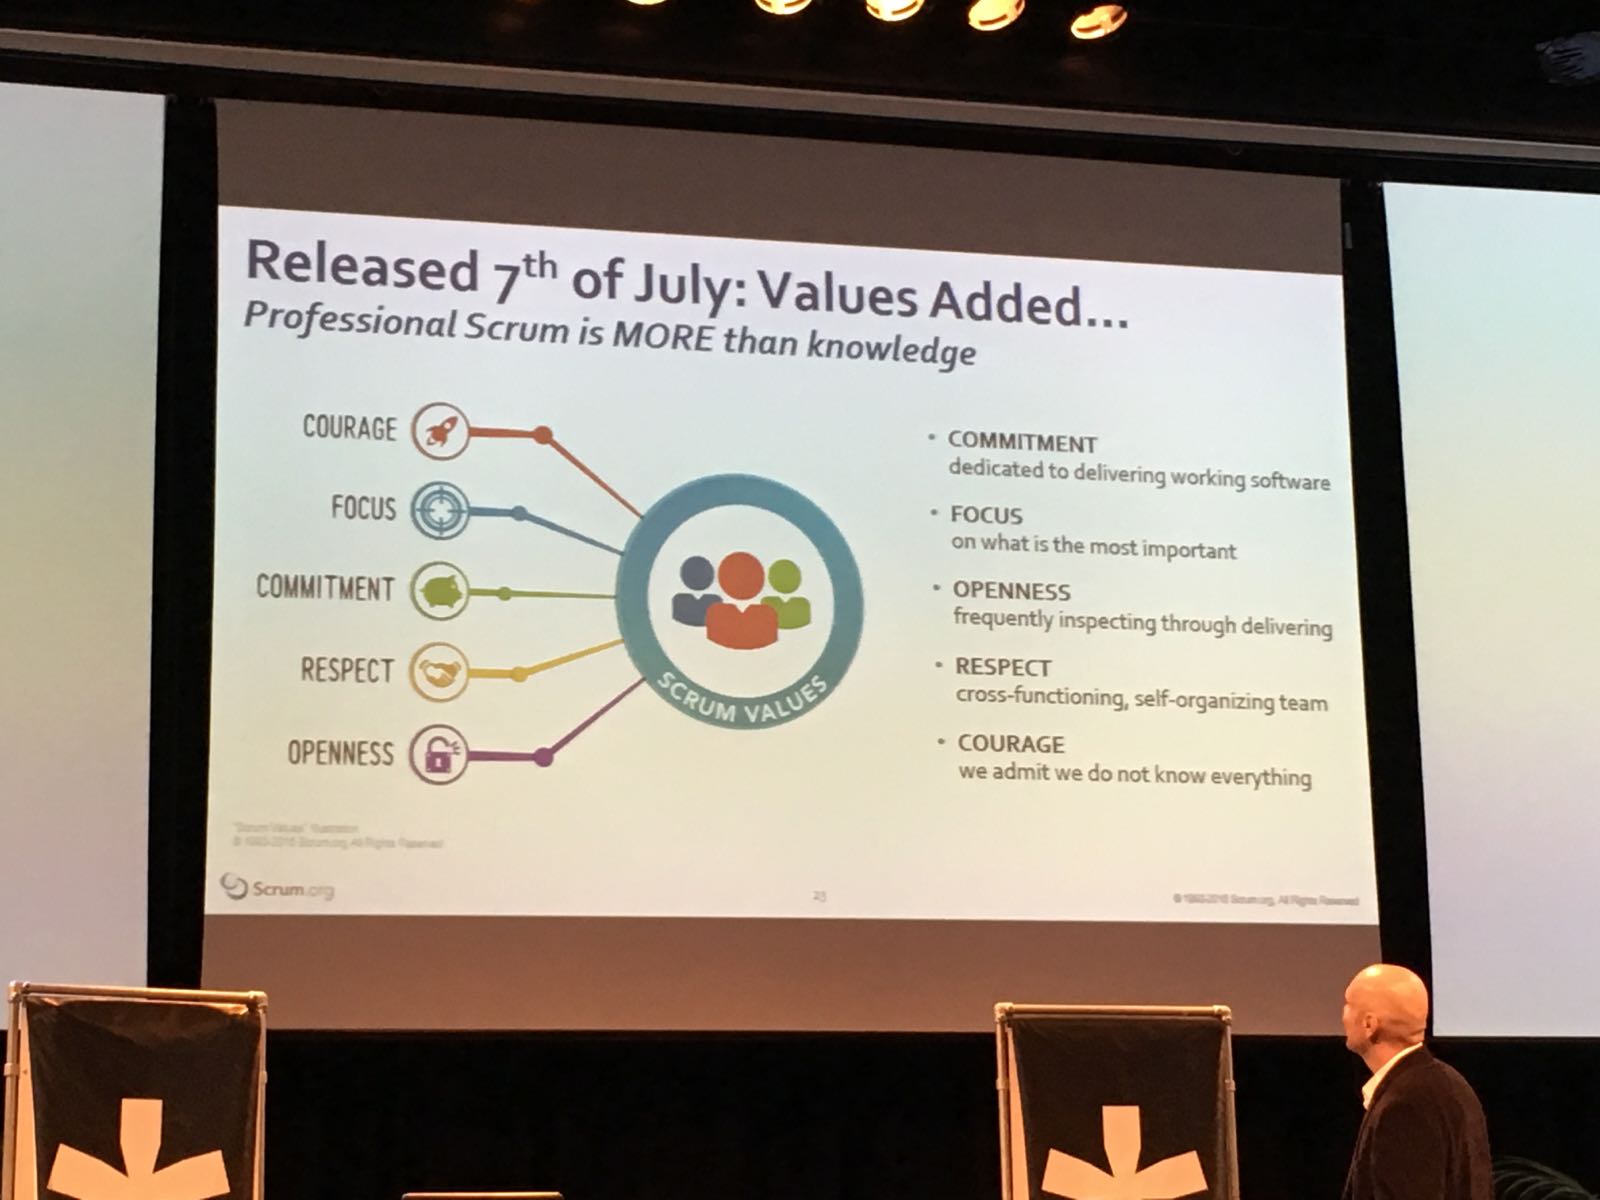 Released 7th of July: Values Added...
Professional Scrum is MORE than knowledge
COURAGE
FOCUS
COMMITMENT
RESPECT
OPENNESS
SCRUM VALUES
• COMMITMENT
dedicated to delivering working software
• FOCUS
on what is the most important
• OPENNESS
frequently inspecting through delivering
• RESPECT
cross-functioning, self-organizing team
• COURAGE
we admit we do not know everything
"Scrum Values" illustration
© 1993-2016 Scrum.org, All Rights Reserved
Scrum.org
23
© 1993-2016 Scrum.org, All Rights Reserved